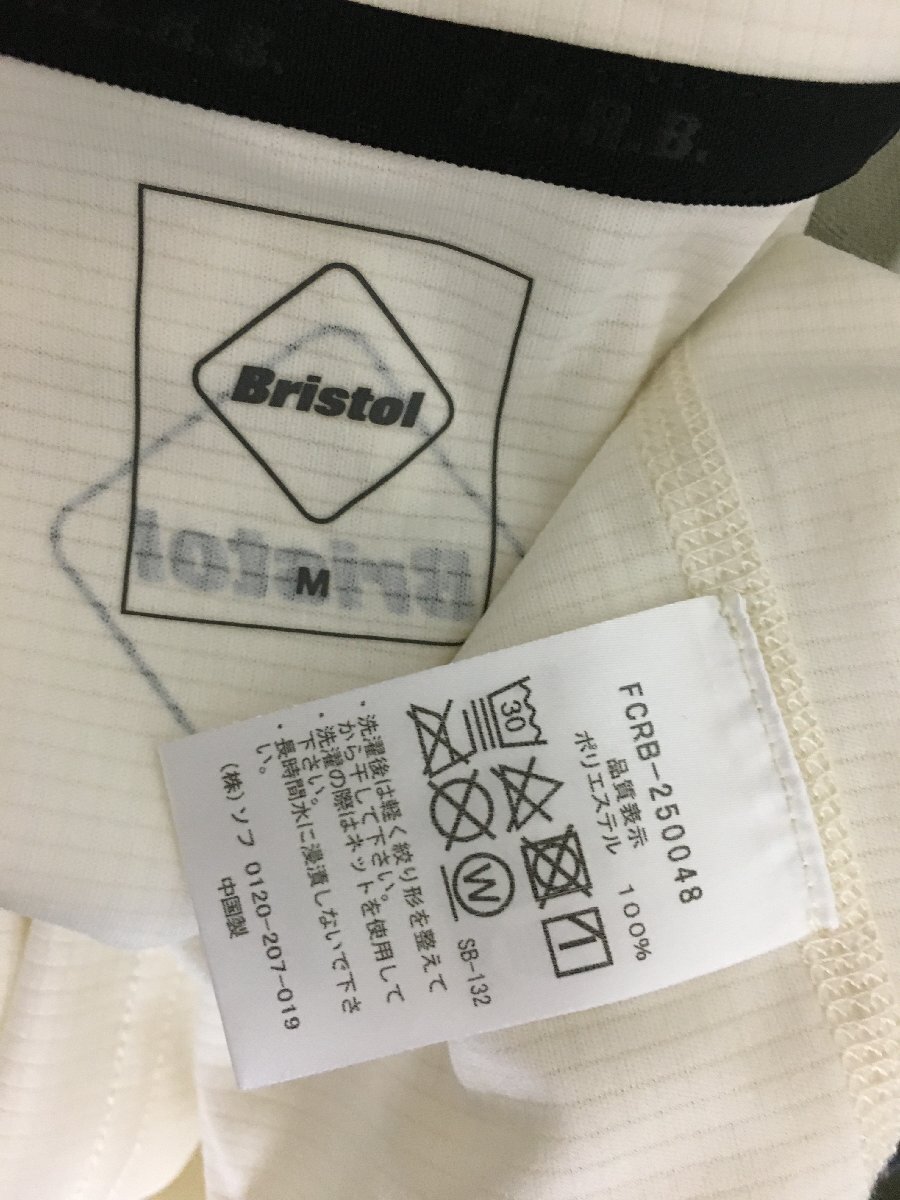 R.B.
Bristol
Bristol
M
FCRB-250048
品質表示
ポリエステル 100%
30
W
SB-132
・洗濯後は軽く絞り形を整えて
から干して下さい。
・洗濯の際はネットを使用して
下さい。
・長時間水に浸漬しないで下さ
い。
(株)ソフ 0120-207-019
中国製